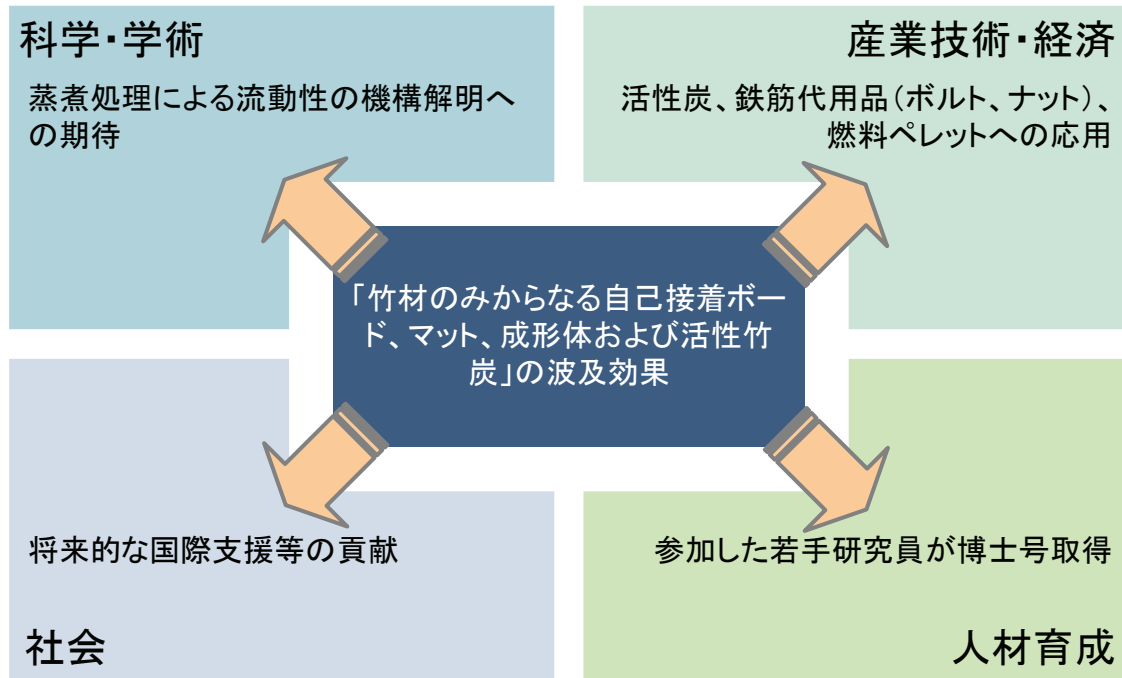 科学・学術
蒸煮処理による流動性の機構解明へ
の期待
産業技術・経済
活性炭、鉄筋代用品(ボルト、ナット)、
燃料ペレットへの応用
「竹材のみからなる自己接着ボー
ド、マット、成形体および活性竹
炭」の波及効果
将来的な国際支援等の貢献
社会
参加した若手研究員が博士号取得
人材育成